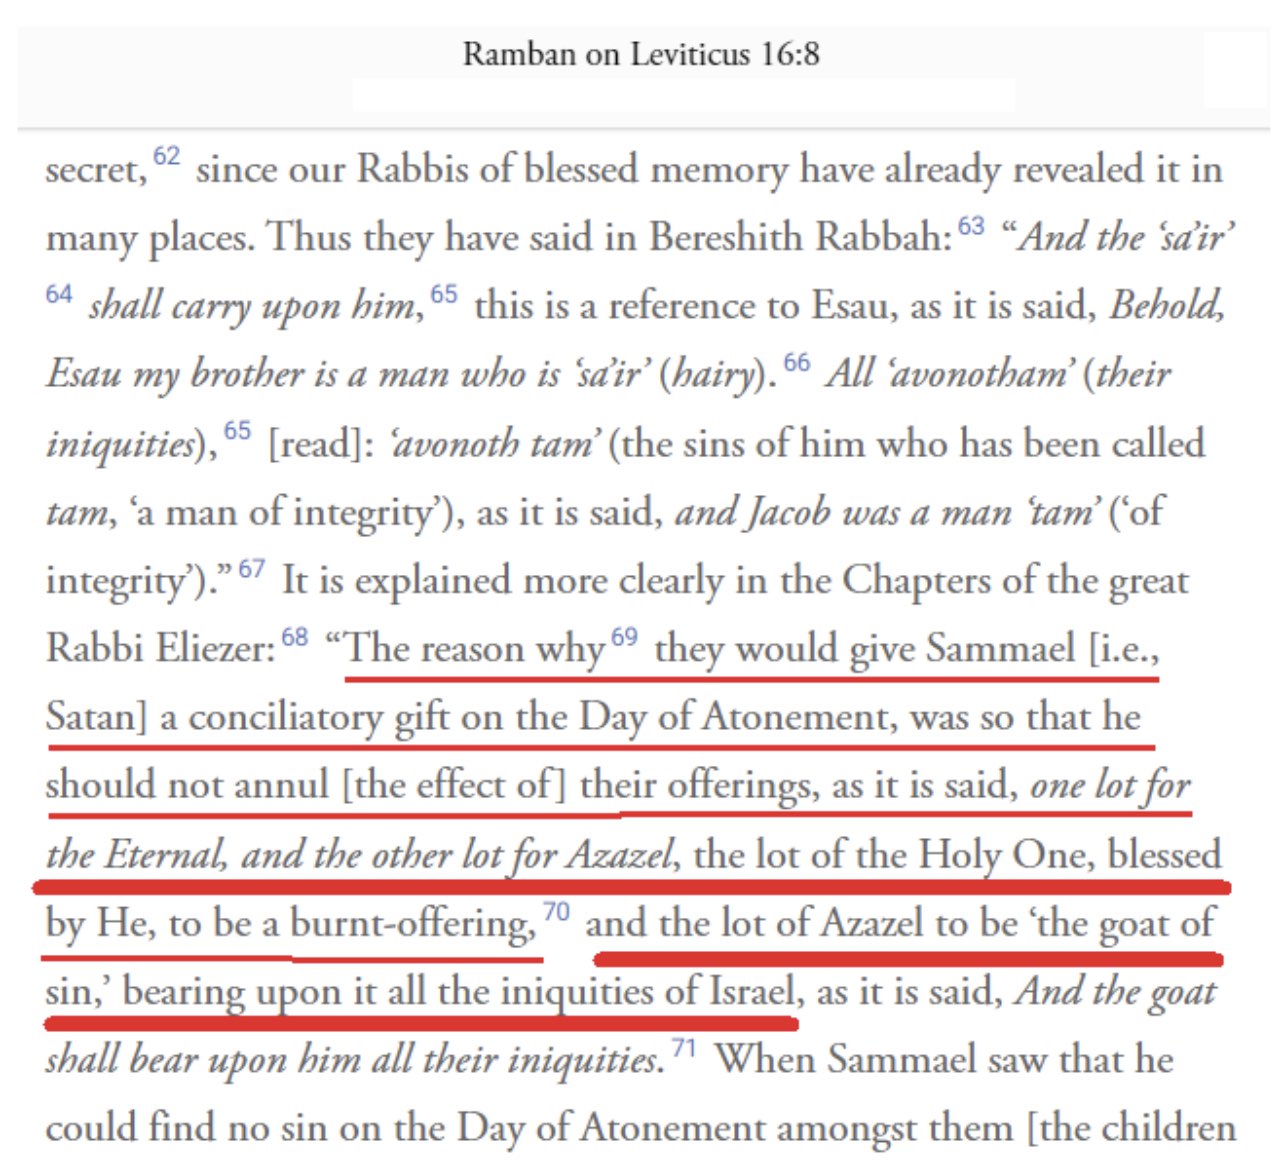 Ramban on Leviticus 16:8
secret, 62 since our Rabbis of blessed memory have already revealed it in
many places. Thus they have said in Bereshith Rabbah: 63 “And the ‘sa’ir’
64 shall carry upon him, 65 this is a reference to Esau, as it is said, Behold,
Esau my brother is a man who is ‘sa’ir’ (hairy). 66 All ‘avonotham’ (their
iniquities), 65 [read]: ‘avonoth tam’ (the sins of him who has been called
tam, ‘a man of integrity’), as it is said, and Jacob was a man ‘tam’ (‘of
integrity’).” 67 It is explained more clearly in the Chapters of the great
Rabbi Eliezer: 68 “The reason why 69 they would give Sammael [i.e.,
Satan] a conciliatory gift on the Day of Atonement, was so that he
should not annul [the effect of] their offerings, as it is said, one lot for
the Eternal, and the other lot for Azazel, the lot of the Holy One, blessed
by He, to be a burnt-offering, 70 and the lot of Azazel to be ‘the goat of
sin,’ bearing upon it all the iniquities of Israel, as it is said, And the goat
shall bear upon him all their iniquities. 71 When Sammael saw that he
could find no sin on the Day of Atonement amongst them [the children